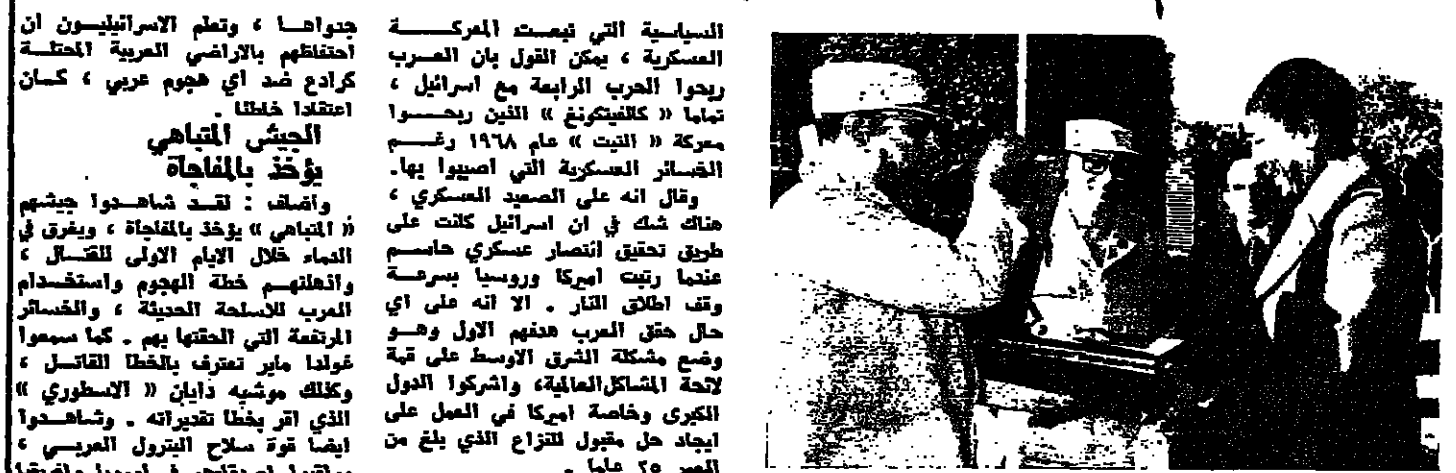 السياسية التي تبعت المعركة
العسكرية ، يمكن القول بان العرب
ربحوا الحرب الرابعة مع اسرائيل ،
تماما « كالفيتكونغ » الذين ربحوا
معركة « التيت » عام ١٩٦٨ رغم
الخسائر العسكرية التي اصيبوا بها.
وقال انه على الصعيد العسكري ،
هناك شك في ان اسرائيل كانت على
طريق تحقيق انتصار عسكري حاسم
عندما رتبت اميركا وروسيا بسرعة
وقف اطلاق النار . الا انه على اي
حال حقق العرب هدفهم الاول وهو
وضع مشكلة الشرق الاوسط على قمة
لائحة المشاكل العالمية، واشركوا الدول
الكبرى وخاصة اميركا في العمل على
ايجاد حل مقبول للنزاع الذي بلغ من
العمر ٢٥ عاما .
جدواها ، وتعلم الاسرائيليون ان
احتفاظهم بالاراضي العربية المحتلة
كرادع ضد اي هجوم عربي ، كان
اعتقادا خاطئا .
الجيش المتباهي
يؤخذ بالمفاجأة
واضاف : لقد شاهدوا جيشهم
« المتباهي » يؤخذ بالمفاجأة ، ويغرق في
الدماء خلال الايام الاولى للقتال ،
واذهلتهم خطة الهجوم واستخدام
العرب للاسلحة الحديثة ، والخسائر
المرتفعة التي الحقتها بهم . كما سمعوا
غولدا ماير تعترف بالخطأ القاتل ،
وكذلك موشيه دايان « الاسطوري »
الذي اقر بخطأ تقديراته . وشاهدوا
ايضا قوة سلاح البترول العربي ،